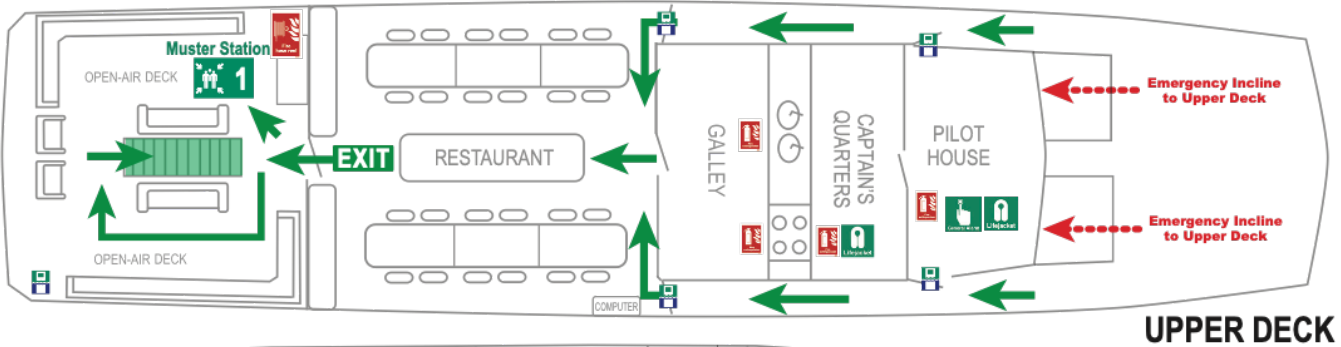 Muster Station
1
OPEN-AIR DECK
EXIT
RESTAURANT
OPEN-AIR DECK
COMPUTER
GALLEY
CAPTAIN'S
QUARTERS
Lifejacket
PILOT
HOUSE
Lifejacket
Emergency Incline
to Upper Deck
Emergency Incline
to Upper Deck
UPPER DECK